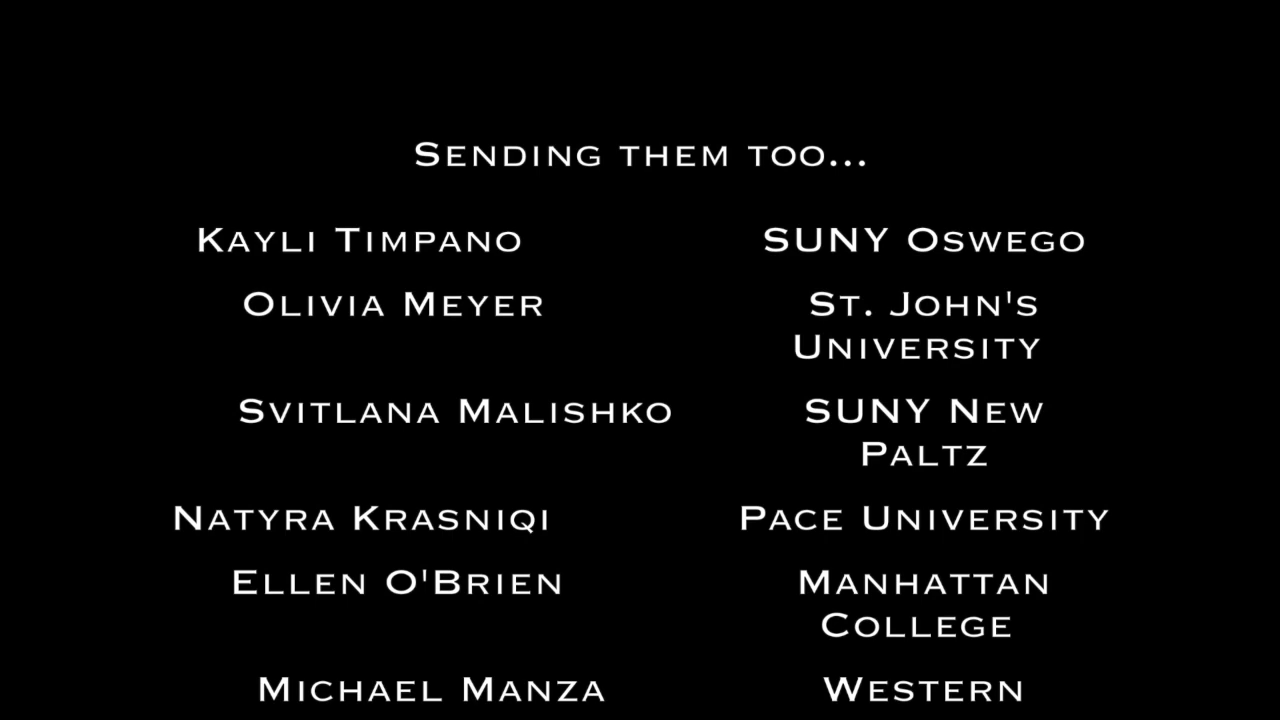 Sending them too...
Kayli Timpano SUNY Oswego
Olivia Meyer St. John's
University
Svitlana Malishko SUNY New
Paltz
Natyra Krasniqi Pace University
Ellen O'Brien Manhattan
College
Michael Manza Western